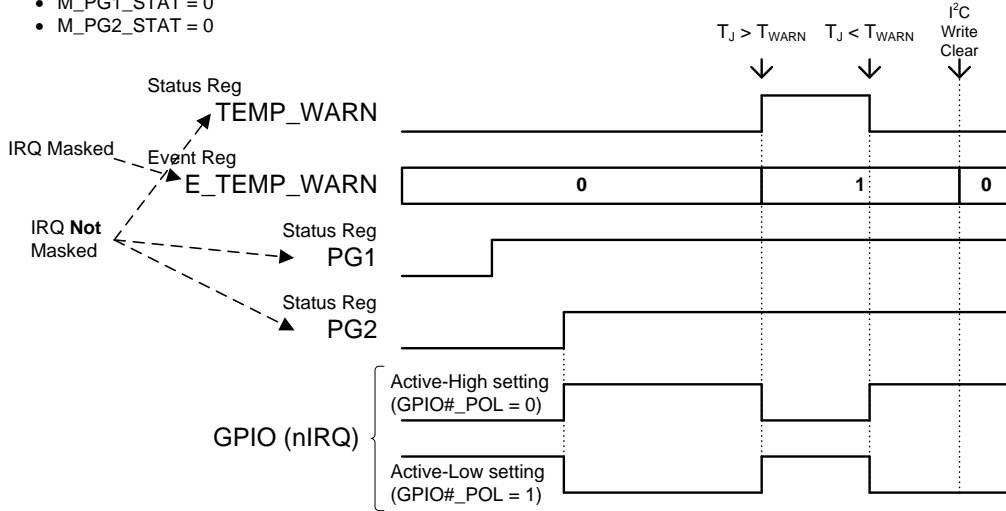 • M_PG1_STAT = 0
• M_PG2_STAT = 0
TJ > TWARN
TJ < TWARN
I2C
Write
Clear
Status Reg
TEMP_WARN
IRQ Masked
Event Reg
E_TEMP_WARN
0
1
0
IRQ Not
Masked
Status Reg
PG1
Status Reg
PG2
Active-High setting
(GPIO#_POL = 0)
GPIO (nIRQ)
Active-Low setting
(GPIO#_POL = 1)